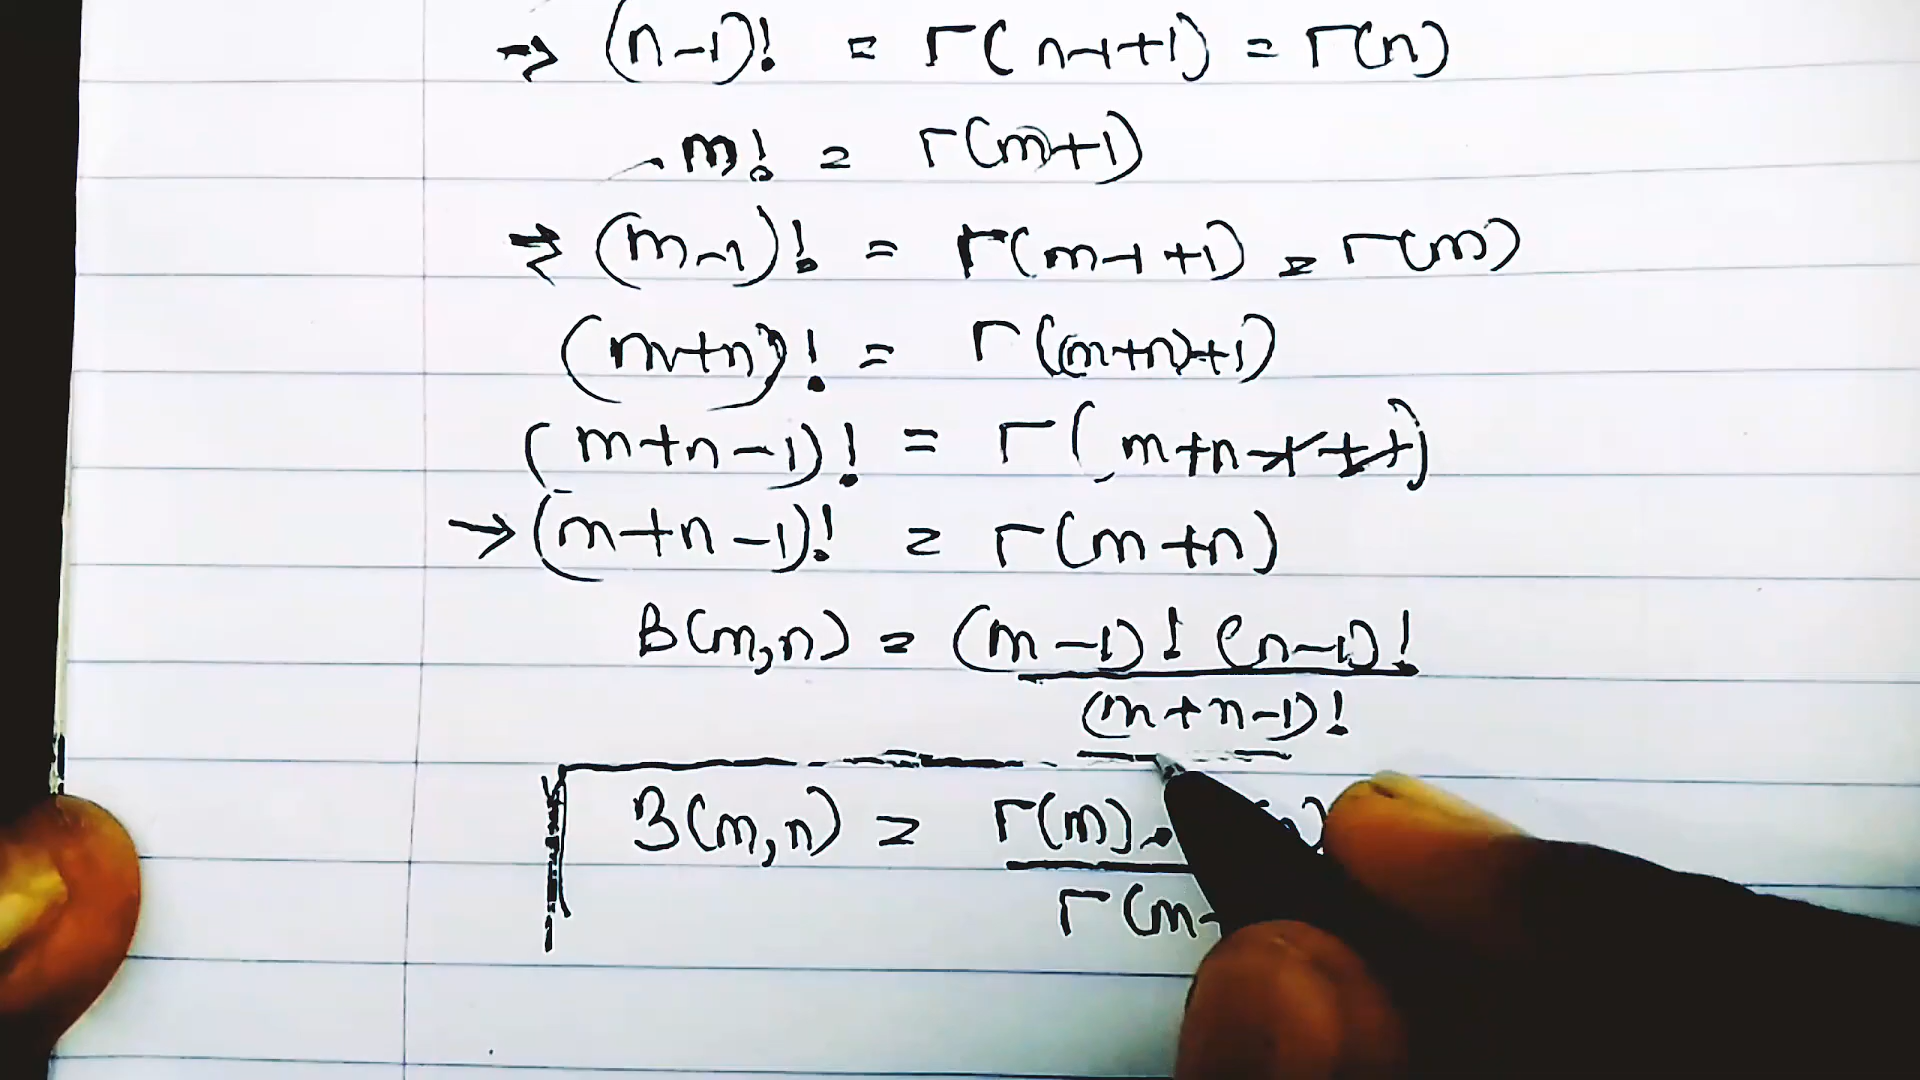 → (n-1)! = Γ(n-1+1) = Γ(n)
m! = Γ(m+1)
⇒ (m-1)! = Γ(m-1+1) = Γ(m)
(m+n)! = Γ((m+n)+1)
(m+n-1)! = Γ(m+n-1+1)
→ (m+n-1)! = Γ(m+n)
B(m,n) = (m-1)! (n-1)!
(m+n-1)!
B(m,n) = Γ(m).
Γ(m